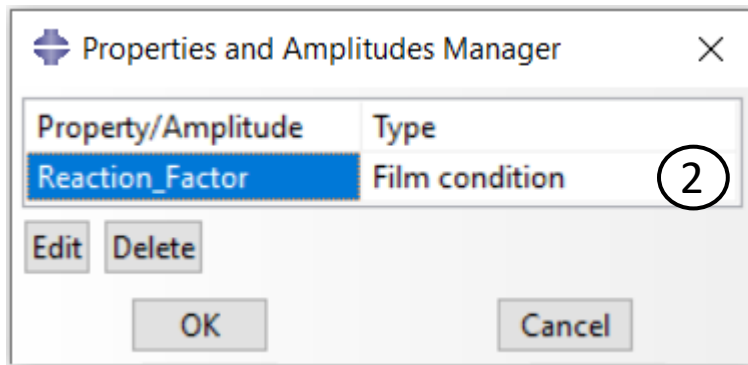 Properties and Amplitudes Manager
Property/Amplitude Type
Reaction_Factor Film condition 2
Edit Delete
OK Cancel